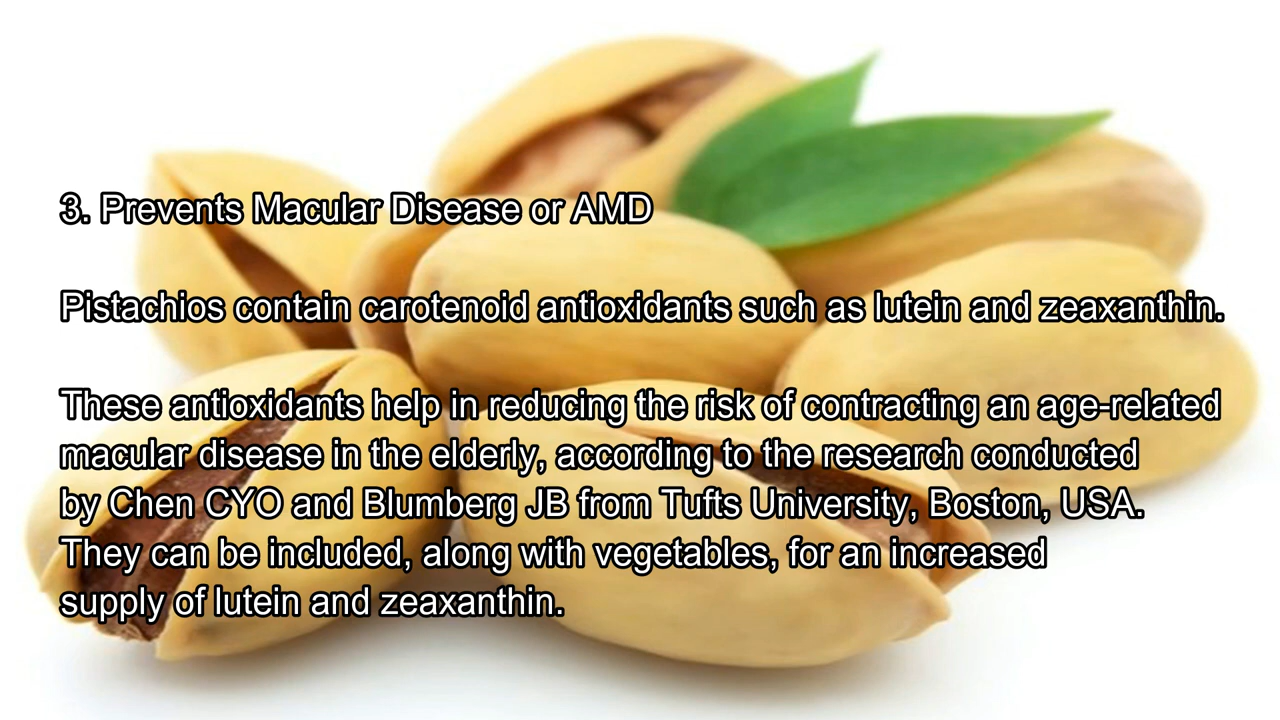 3. Prevents Macular Disease or AMD
Pistachios contain carotenoid antioxidants such as lutein and zeaxanthin.
These antioxidants help in reducing the risk of contracting an age-related
macular disease in the elderly, according to the research conducted
by Chen CYO and Blumberg JB from Tufts University, Boston, USA.
They can be included, along with vegetables, for an increased
supply of lutein and zeaxanthin.